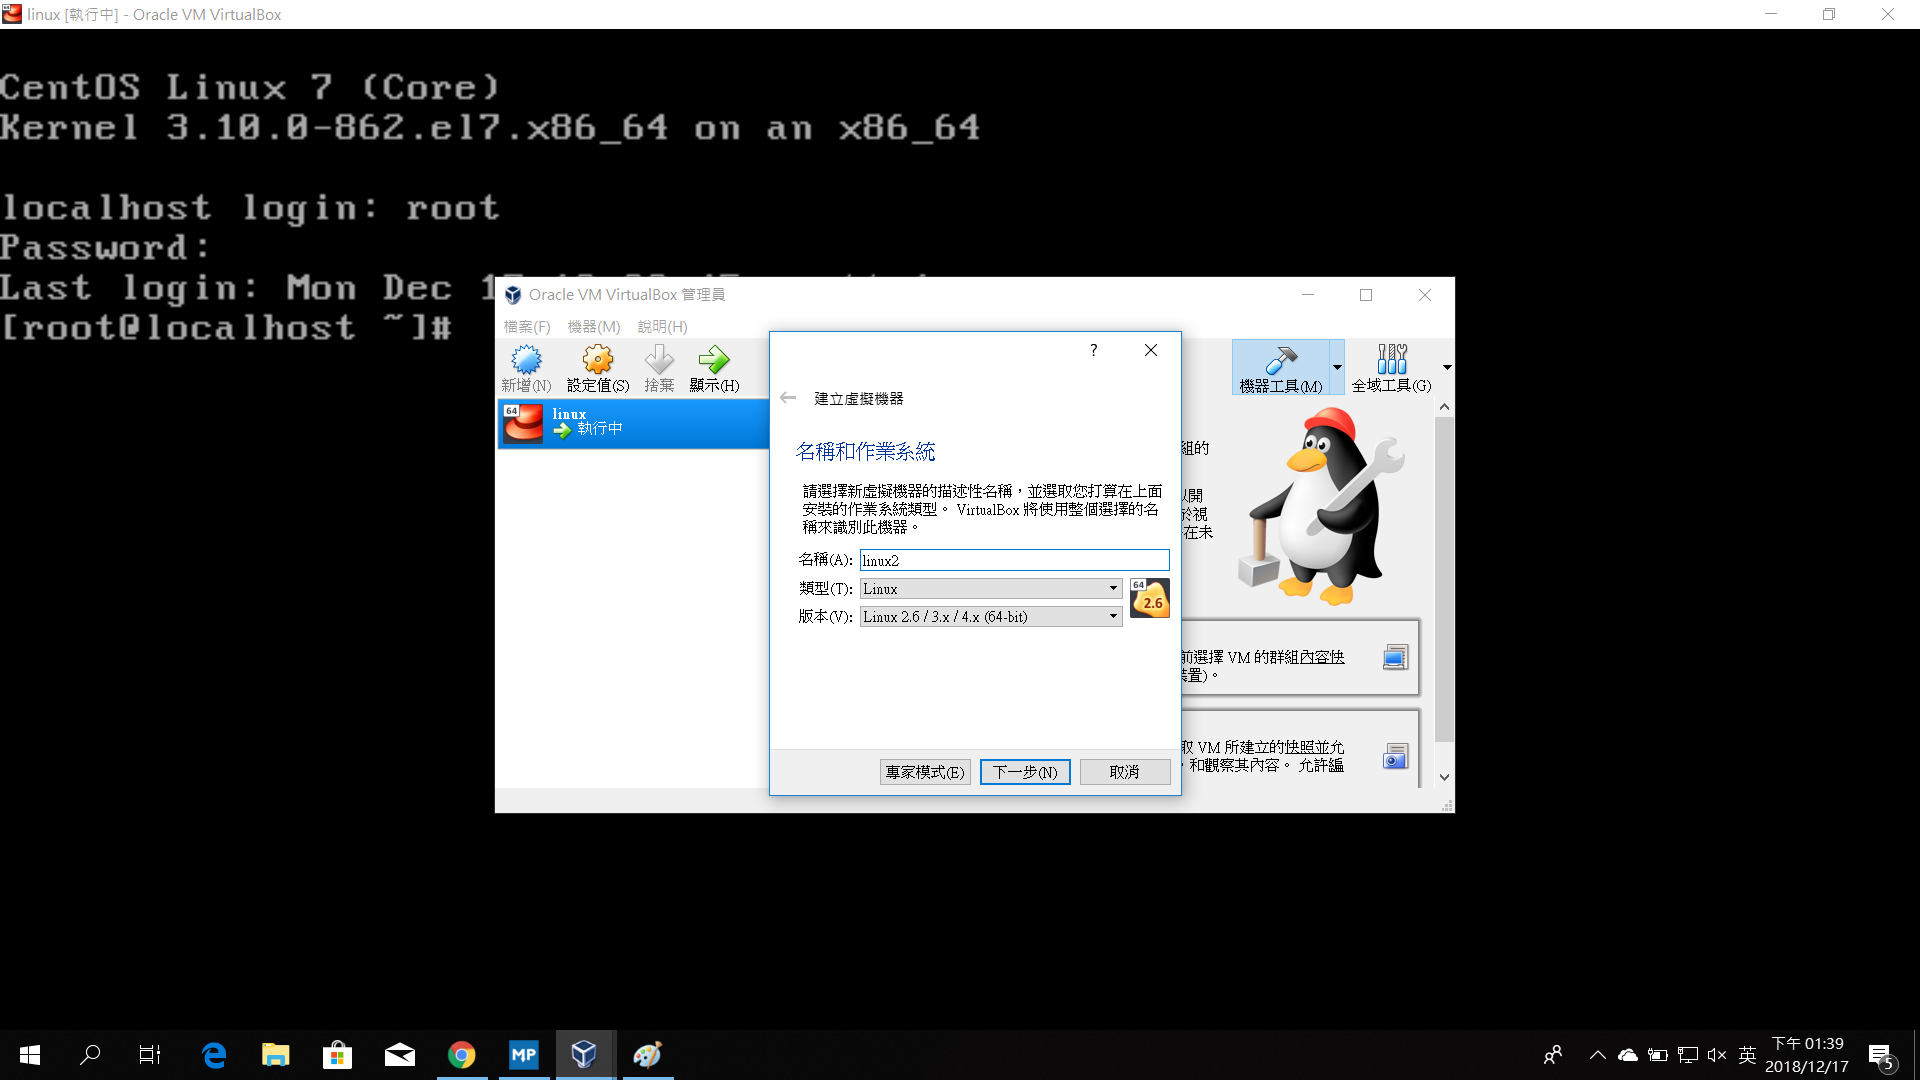 linux [執行中] - Oracle VM VirtualBox
CentOS Linux 7 (Core)
Kernel 3.10.0-862.el7.x86_64 on an x86_64
localhost login: root
Password:
Last login: Mon Dec
[root@localhost ~]#
Oracle VM VirtualBox 管理員
檔案(F) 機器(M) 說明(H)
新增(N) 設定值(S) 捨棄 顯示(H)
機器工具(M) 全域工具(G)
64 linux
執行中
?
建立虛擬機器
名稱和作業系統
請選擇新虛擬機器的描述性名稱，並選取您打算在上面
安裝的作業系統類型。 VirtualBox 將使用整個選擇的名
稱來識別此機器。
名稱(A): linux2
類型(T): Linux
版本(V): Linux 2.6 / 3.x / 4.x (64-bit)
64
2.6
專家模式(E) 下一步(N) 取消
組的
以開
於視
在未
前選擇 VM 的群組內容快
裝置)。
取 VM 所建立的快照並允
，和觀察其內容。 允許編
MP
英
下午 01:39
2018/12/17
5